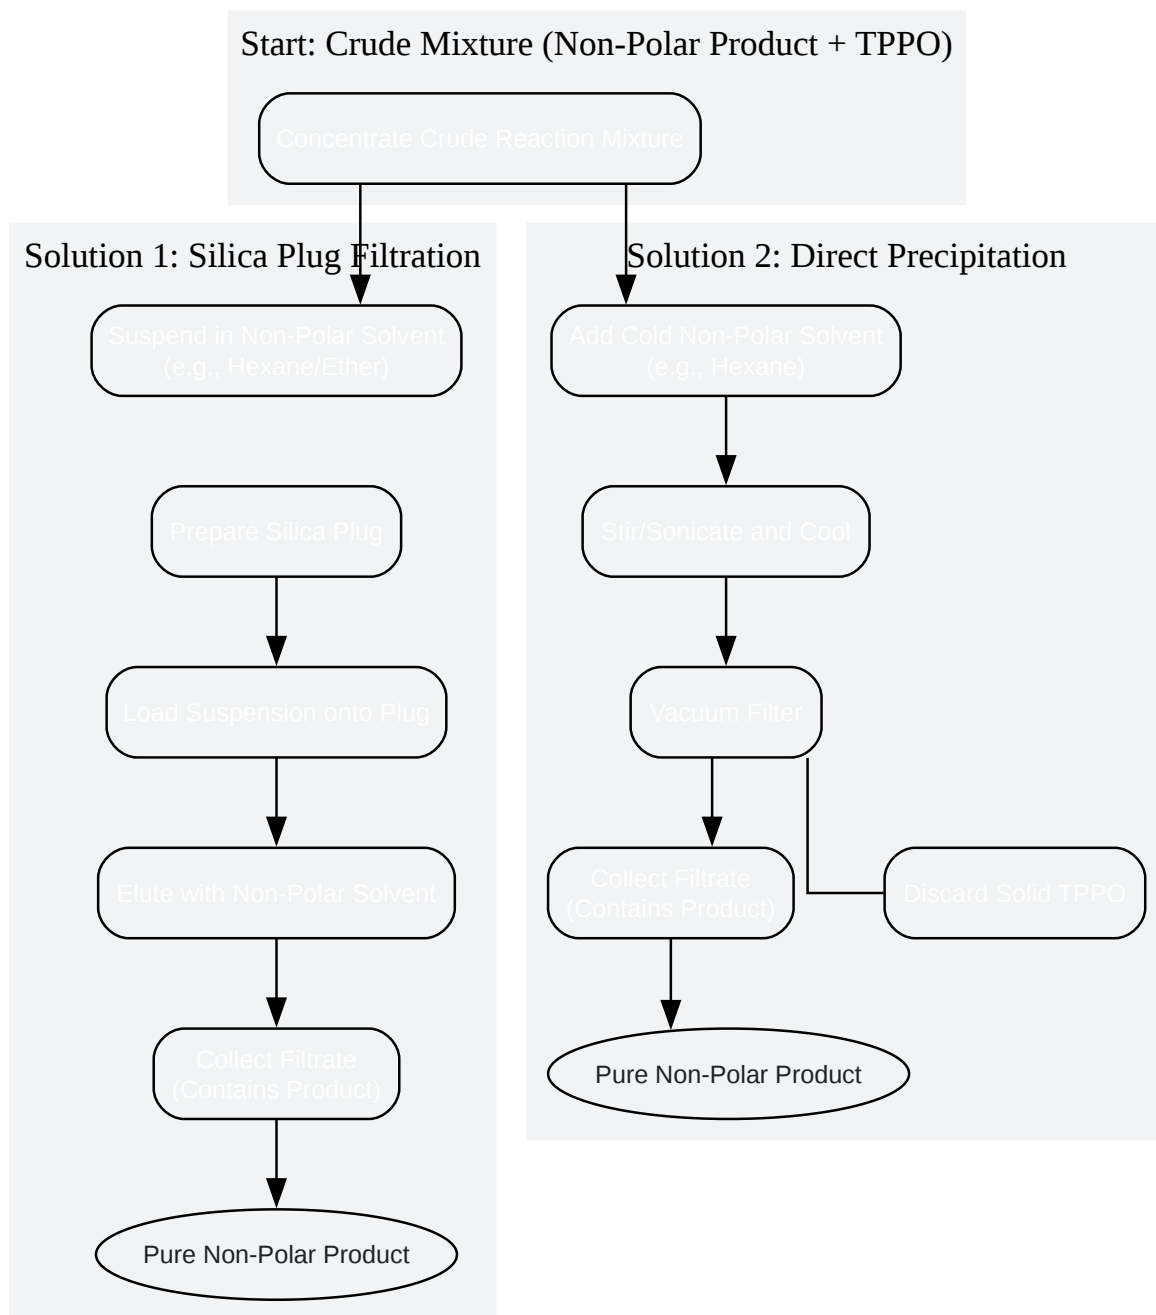 Start: Crude Mixture (Non-Polar Product + TPPO)
Concentrate Crude Reaction Mixture
Solution 1: Silica Plug Filtration
Suspend in Non-Polar Solvent
(e.g., Hexane/Ether)
Prepare Silica Plug
Load Suspension onto Plug
Elute with Non-Polar Solvent
Collect Filtrate
(Contains Product)
Pure Non-Polar Product
Solution 2: Direct Precipitation
Add Cold Non-Polar Solvent
(e.g., Hexane)
Stir/Sonicate and Cool
Vacuum Filter
Collect Filtrate
(Contains Product)
Discard Solid TPPO
Pure Non-Polar Product